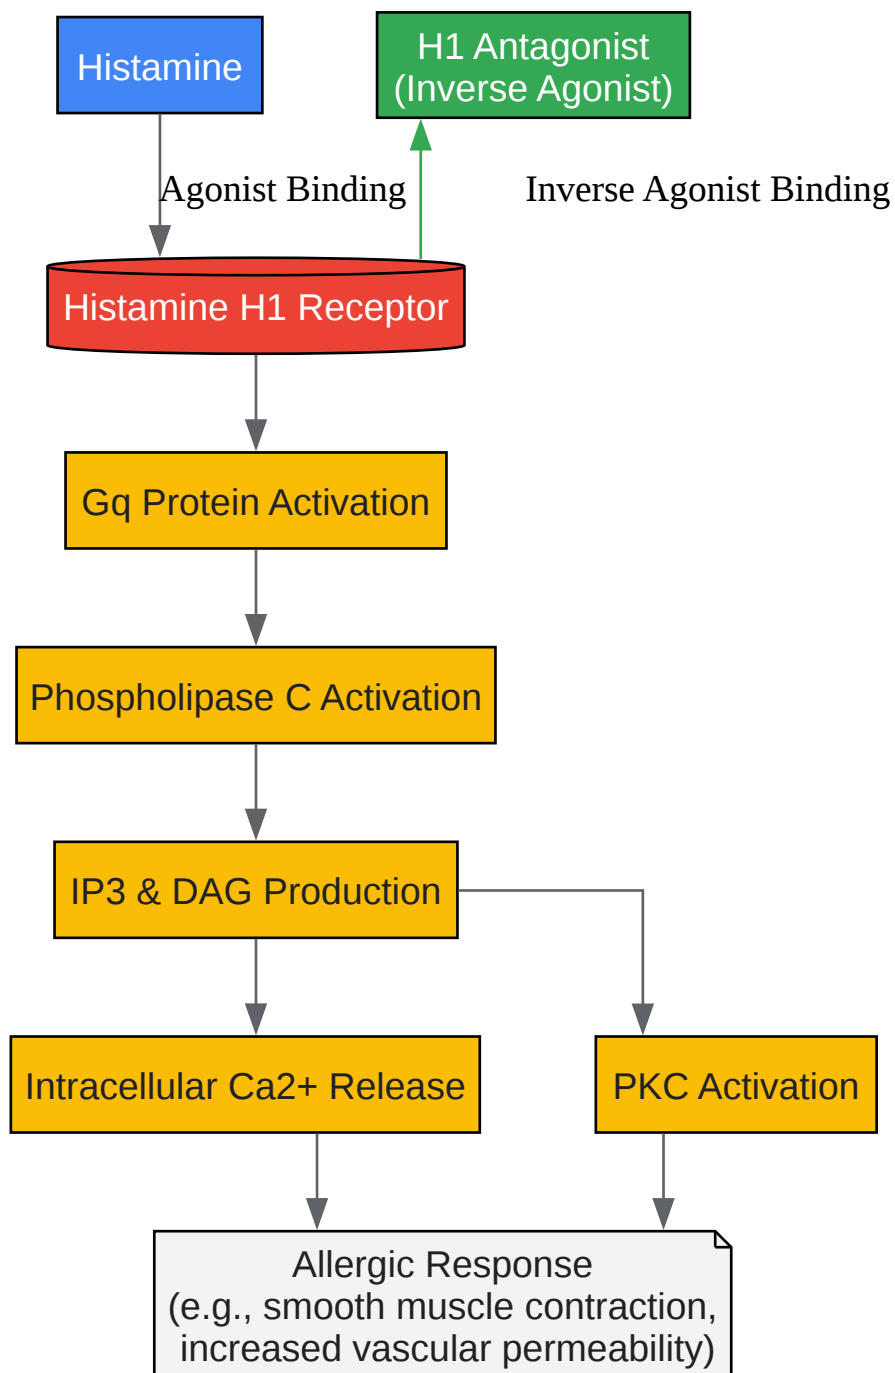 Histamine
H1 Antagonist
(Inverse Agonist)
Agonist Binding
Inverse Agonist Binding
Histamine H1 Receptor
Gq Protein Activation
Phospholipase C Activation
IP3 & DAG Production
Intracellular Ca2+ Release
PKC Activation
Allergic Response
(e.g., smooth muscle contraction,
increased vascular permeability)